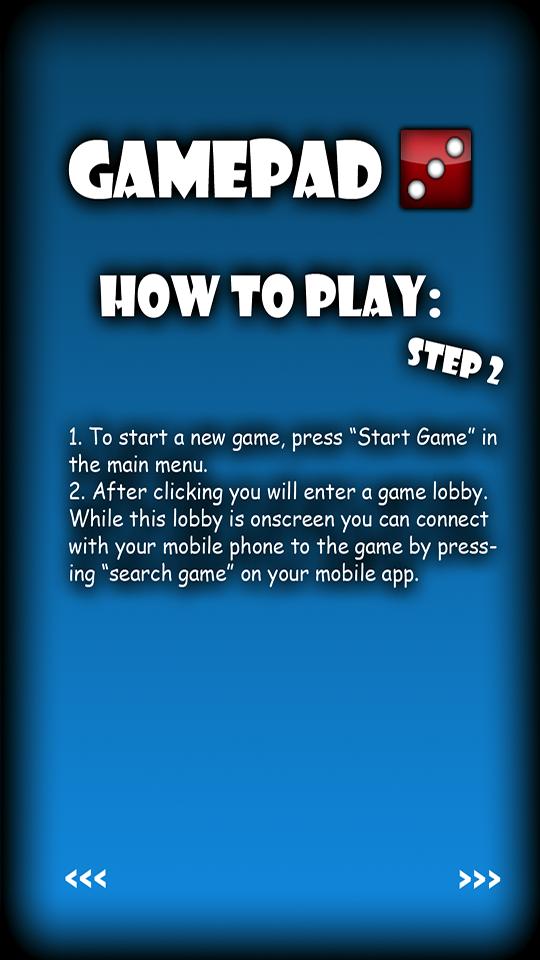 GAMEPAD
HOW TO PLAY:
STEP 2
1. To start a new game, press “Start Game” in
the main menu.
2. After clicking you will enter a game lobby.
While this lobby is onscreen you can connect
with your mobile phone to the game by press-
ing “search game” on your mobile app.
<<< >>>